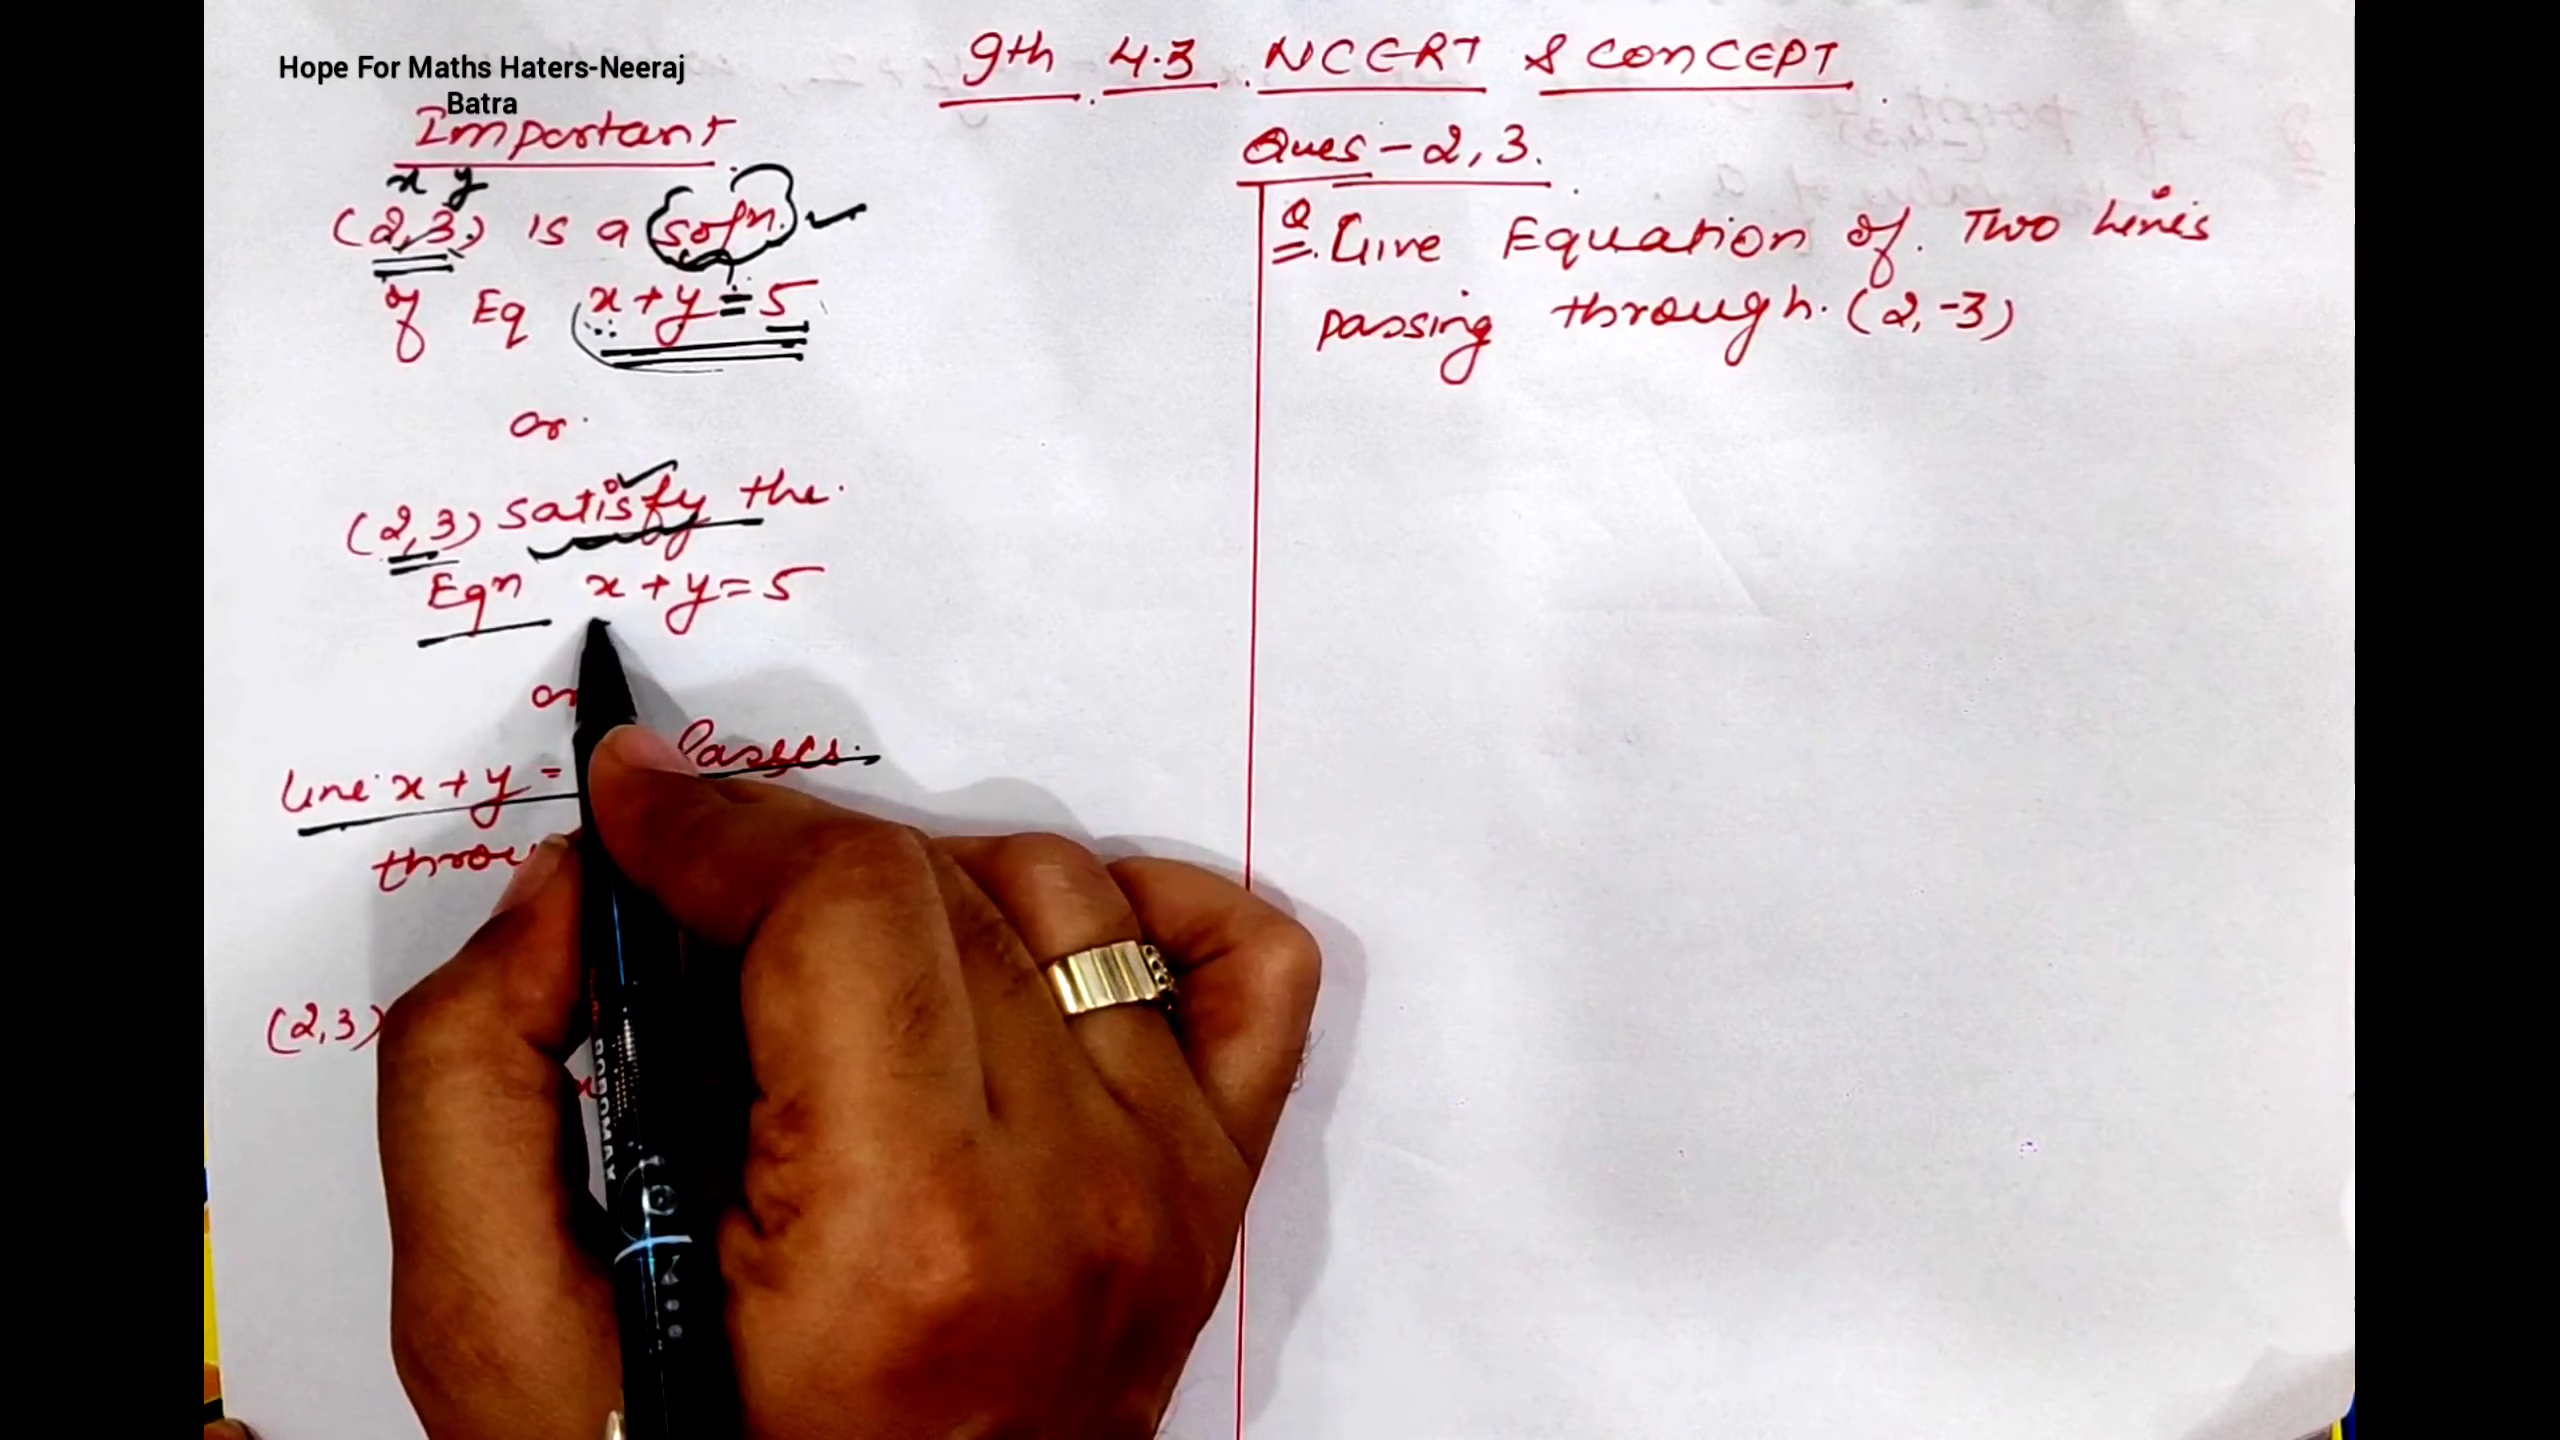 Hope For Maths Haters-Neeraj
Batra
9th 4.3 NCERT & CONCEPT
Important
x y
(2,3) is a soln.
of Eq x+y=5
or
(2,3) satisfy the
Eqn x+y=5
or
line x+y= Passes
(2,3)
x
Ques-2,3.
Q. Give Equation of Two lines
passing through (2,-3)